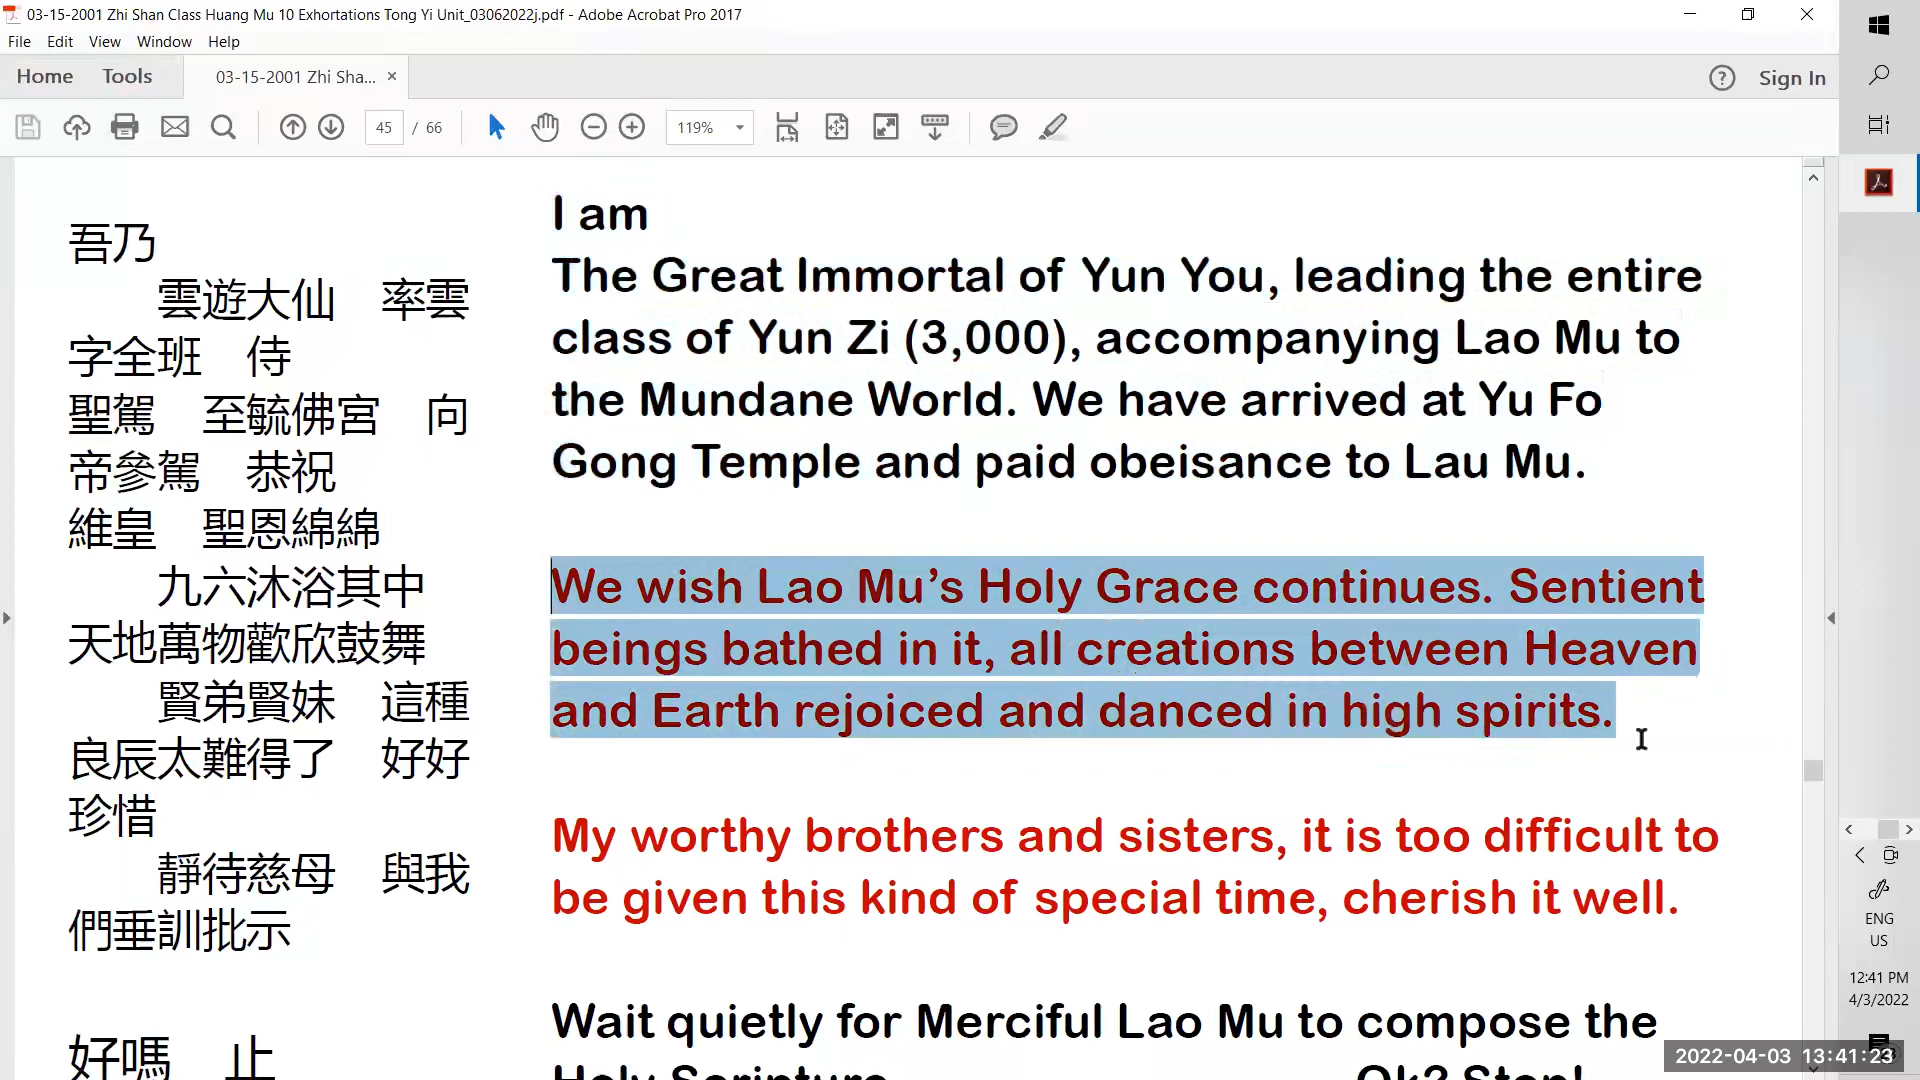 03-15-2001 Zhi Shan Class Huang Mu 10 Exhortations Tong Yi Unit_03062022j.pdf - Adobe Acrobat Pro 2017
File Edit View Window Help
Home Tools 03-15-2001 Zhi Sha... × Sign In
45 / 66 119%
吾乃
雲遊大仙 率雲
字全班 侍
聖駕 至毓佛宮 向
帝參駕 恭祝
維皇 聖恩綿綿
九六沐浴其中
天地萬物歡欣鼓舞
賢弟賢妹 這種
良辰太難得了 好好
珍惜
靜待慈母 與我
們垂訓批示
好嗎 止
I am
The Great Immortal of Yun You, leading the entire
class of Yun Zi (3,000), accompanying Lao Mu to
the Mundane World. We have arrived at Yu Fo
Gong Temple and paid obeisance to Lau Mu.
We wish Lao Mu’s Holy Grace continues. Sentient
beings bathed in it, all creations between Heaven
and Earth rejoiced and danced in high spirits.
My worthy brothers and sisters, it is too difficult to
be given this kind of special time, cherish it well.
Wait quietly for Merciful Lao Mu to compose the
Holy Scripture Ok? Stop!
ENG
US
12:41 PM
4/3/2022
2022-04-03 13:41:23